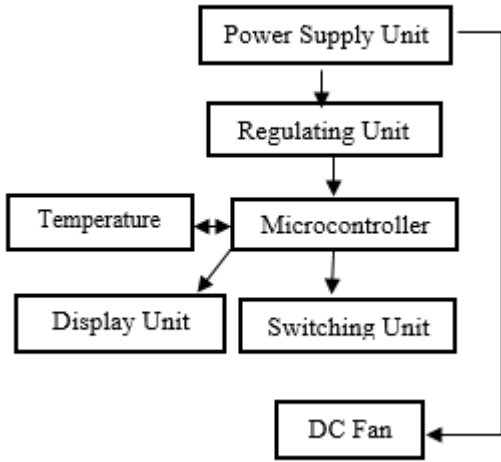 Power Supply Unit
Regulating Unit
Temperature
Microcontroller
Display Unit
Switching Unit
DC Fan